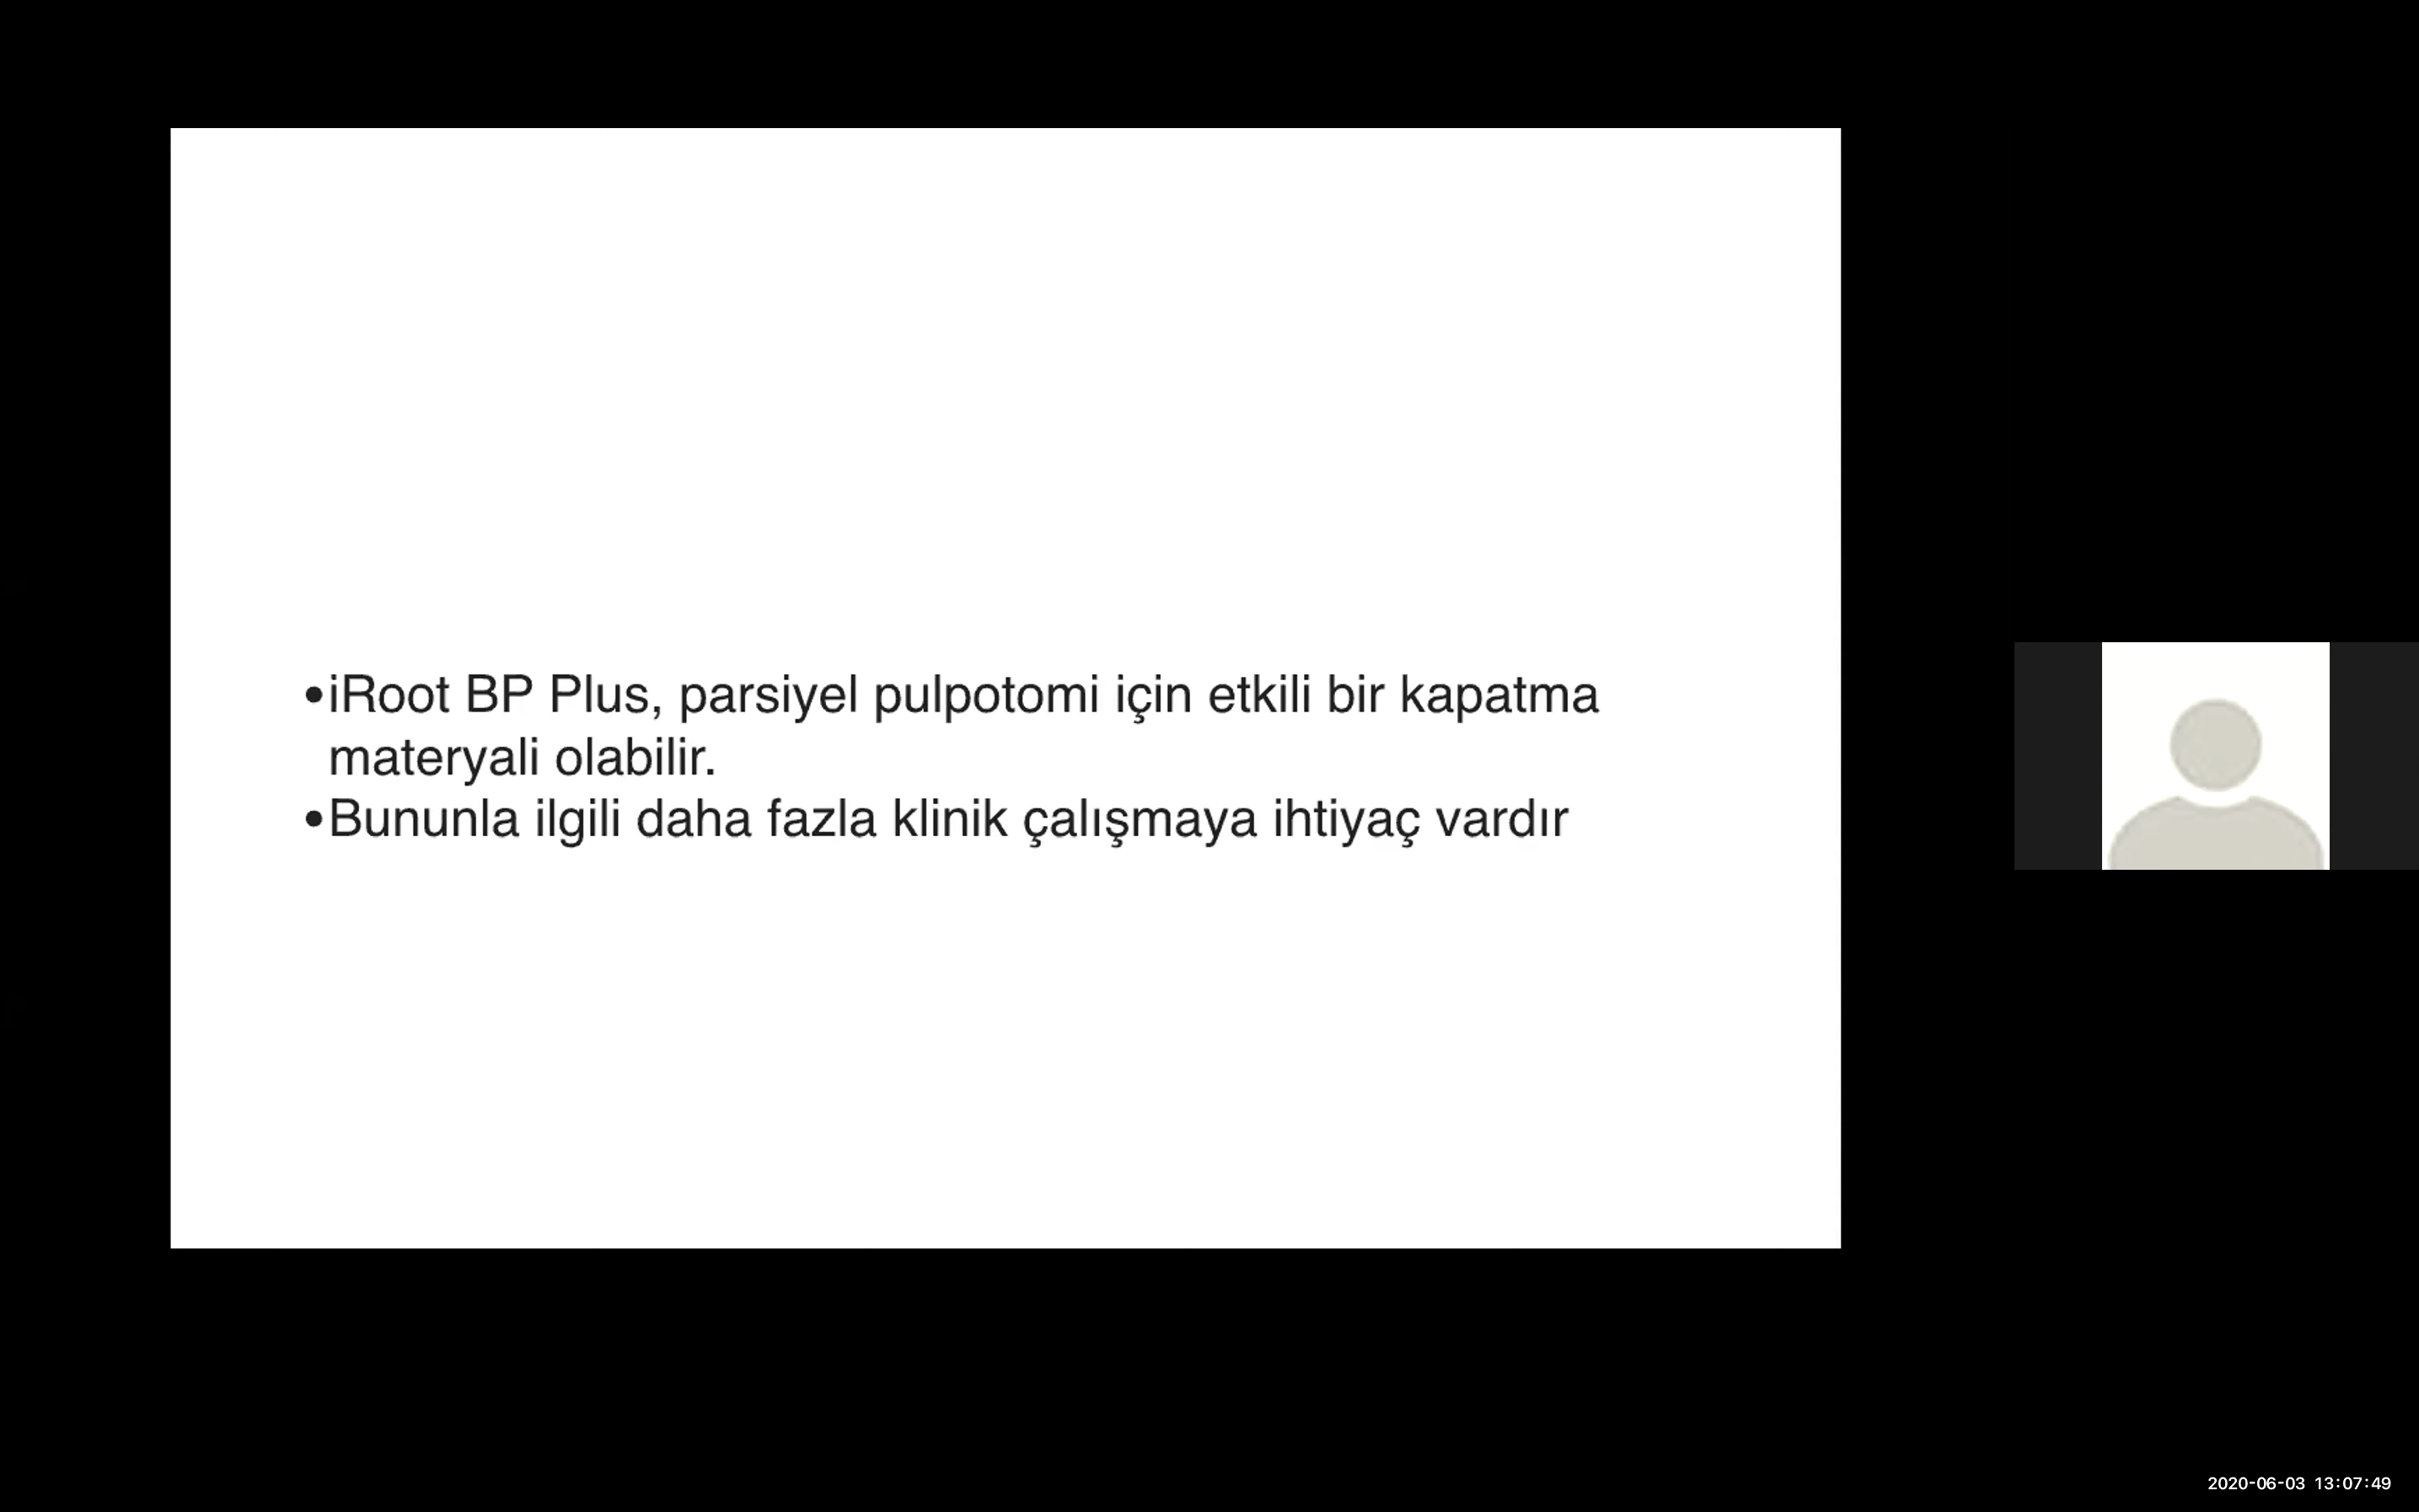 •iRoot BP Plus, parsiyel pulpotomi için etkili bir kapatma
materyali olabilir.
•Bununla ilgili daha fazla klinik çalışmaya ihtiyaç vardır
2020-06-03 13:07:49